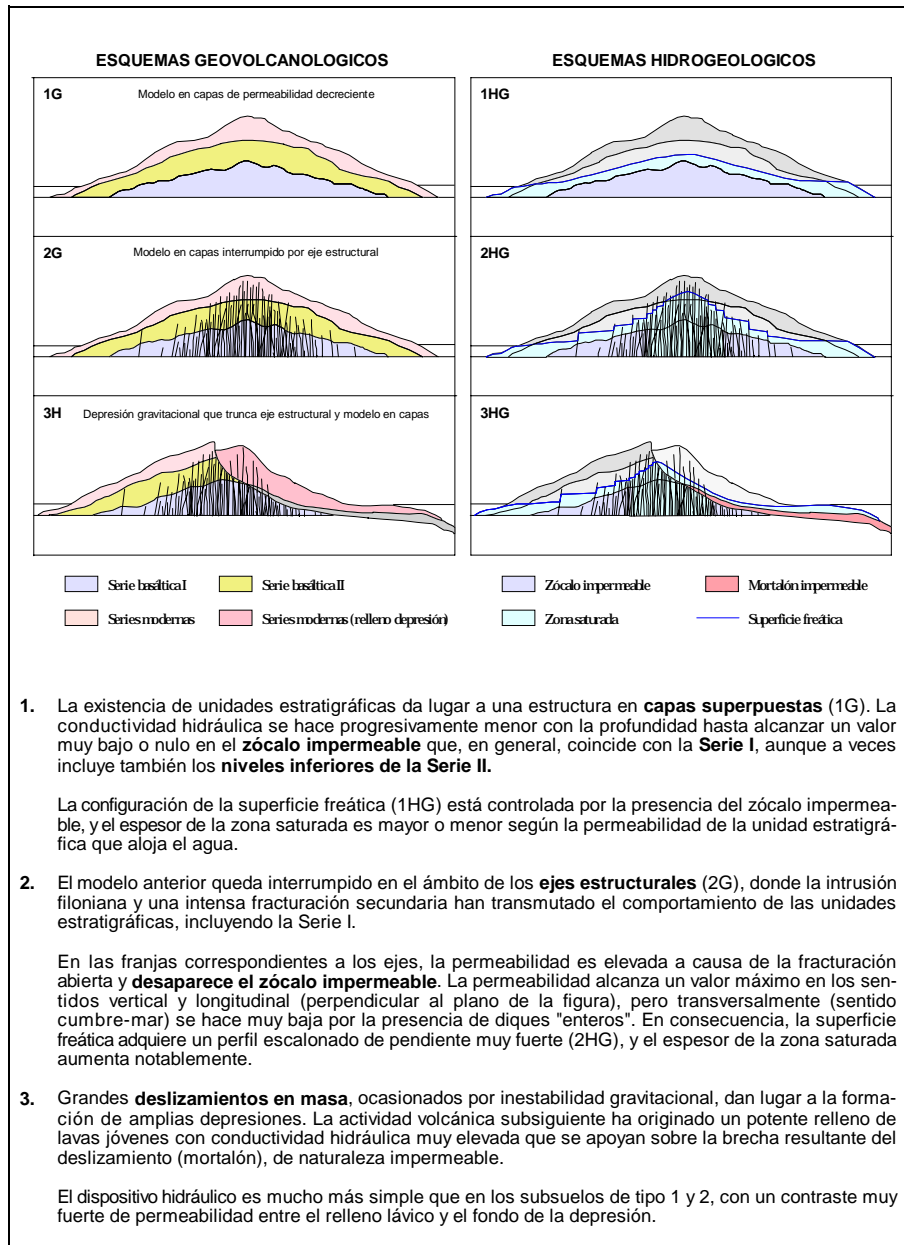 ESQUEMAS GEOVOLCANOLOGICOS
ESQUEMAS HIDROGEOLOGICOS
1G
Modelo en capas de permeabilidad decreciente
1HG
2G
Modelo en capas interrumpido por eje estructural
2HG
3H
Depresión gravitacional que trunca eje estructural y modelo en capas
3HG
Serie basáltica I
Serie basáltica II
Zócalo impermeable
Mortalón impermeable
Series modernas
Series modernas (relleno depresión)
Zona saturada
Superficie freática
1. La existencia de unidades estratigráficas da lugar a una estructura en capas superpuestas (1G). La
conductividad hidráulica se hace progresivamente menor con la profundidad hasta alcanzar un valor
muy bajo o nulo en el zócalo impermeable que, en general, coincide con la Serie I, aunque a veces
incluye también los niveles inferiores de la Serie II.
La configuración de la superficie freática (1HG) está controlada por la presencia del zócalo impermea-
ble, y el espesor de la zona saturada es mayor o menor según la permeabilidad de la unidad estratigrá-
fica que aloja el agua.
2. El modelo anterior queda interrumpido en el ámbito de los ejes estructurales (2G), donde la intrusión
filoniana y una intensa fracturación secundaria han transmutado el comportamiento de las unidades
estratigráficas, incluyendo la Serie I.
En las franjas correspondientes a los ejes, la permeabilidad es elevada a causa de la fracturación
abierta y desaparece el zócalo impermeable. La permeabilidad alcanza un valor máximo en los sen-
tidos vertical y longitudinal (perpendicular al plano de la figura), pero transversalmente (sentido
cumbre-mar) se hace muy baja por la presencia de diques "enteros". En consecuencia, la superficie
freática adquiere un perfil escalonado de pendiente muy fuerte (2HG), y el espesor de la zona saturada
aumenta notablemente.
3. Grandes deslizamientos en masa, ocasionados por inestabilidad gravitacional, dan lugar a la forma-
ción de amplias depresiones. La actividad volcánica subsiguiente ha originado un potente relleno de
lavas jóvenes con conductividad hidráulica muy elevada que se apoyan sobre la brecha resultante del
deslizamiento (mortalón), de naturaleza impermeable.
El dispositivo hidráulico es mucho más simple que en los subsuelos de tipo 1 y 2, con un contraste muy
fuerte de permeabilidad entre el relleno lávico y el fondo de la depresión.